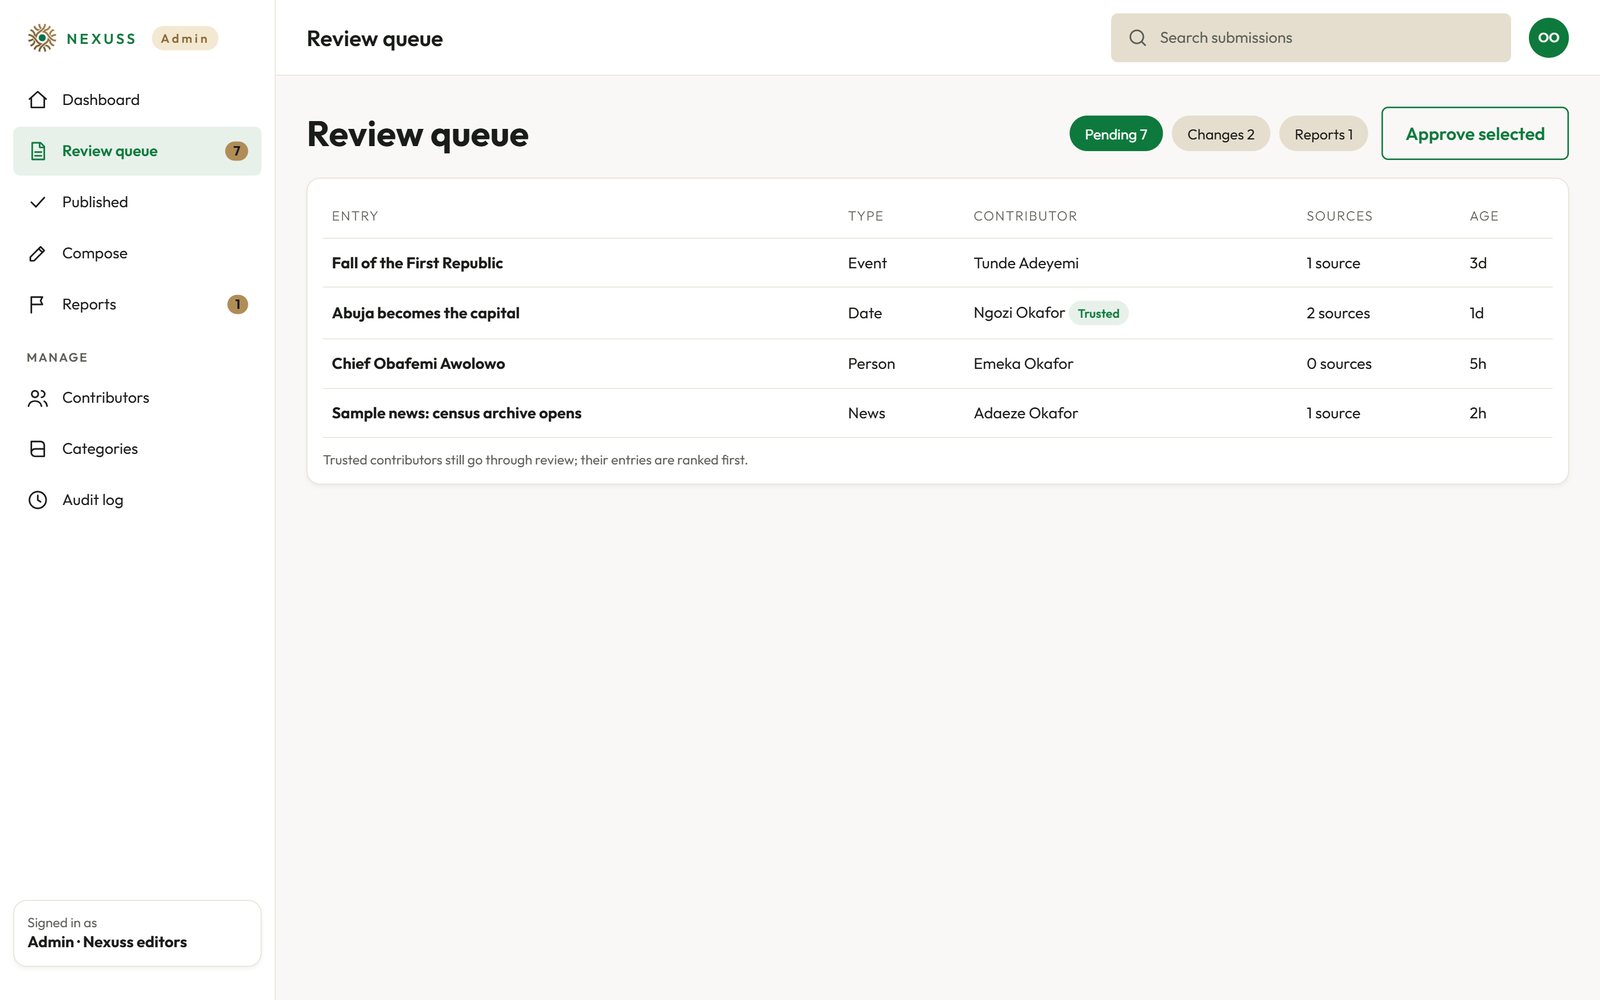 NEXUSS Admin
Dashboard
Review queue 7
Published
Compose
Reports 1
MANAGE
Contributors
Categories
Audit log
Signed in as
Admin · Nexuss editors
Review queue
Search submissions
OO
Review queue
Pending 7 Changes 2 Reports 1 Approve selected
ENTRY TYPE CONTRIBUTOR SOURCES AGE
Fall of the First Republic Event Tunde Adeyemi 1 source 3d
Abuja becomes the capital Date Ngozi Okafor Trusted 2 sources 1d
Chief Obafemi Awolowo Person Emeka Okafor 0 sources 5h
Sample news: census archive opens News Adaeze Okafor 1 source 2h
Trusted contributors still go through review; their entries are ranked first.